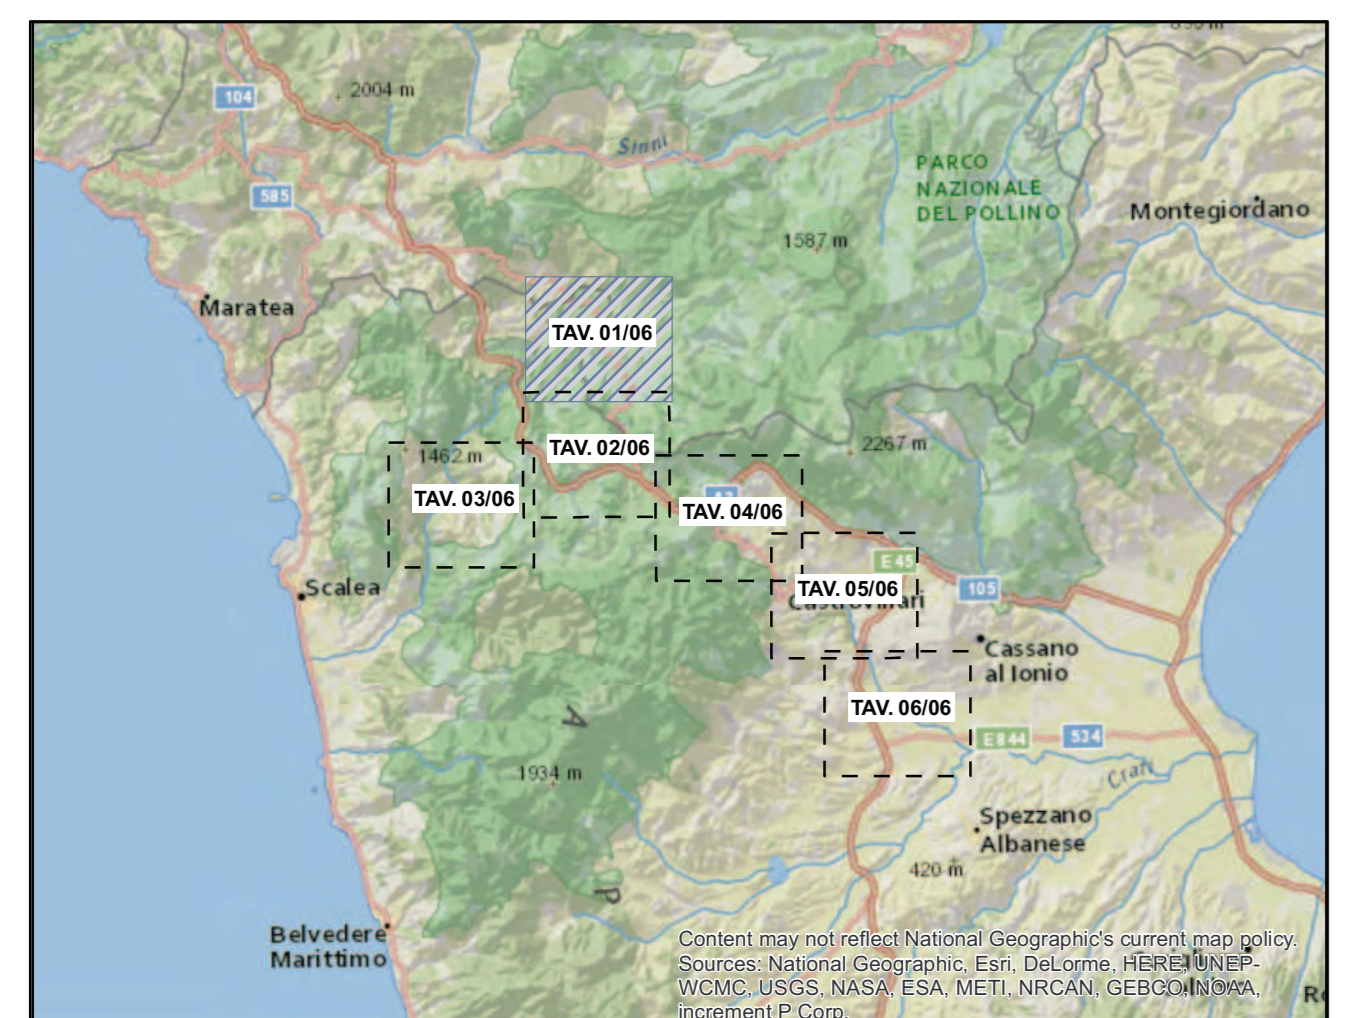 104
2004 m
Sinni
585
PARCO
NAZIONALE
DEL POLLINO
Montegiordano
1587 m
Maratea
TAV. 01/06
TAV. 02/06
2267 m
1462 m
TAV. 03/06
TAV. 04/06
E45
Scalea
TAV. 05/06
105
Castrovillari
Cassano
al Ionio
TAV. 06/06
A
E844
534
1934 m
Crati
Spezzano
Albanese
420 m
P
Belvedere
Marittimo
Content may not reflect National Geographic's current map policy.
Sources: National Geographic, Esri, DeLorme, HERE, UNEP-
WCMC, USGS, NASA, ESA, METI, NRCAN, GEBCO, NOAA,
increment P Corp.